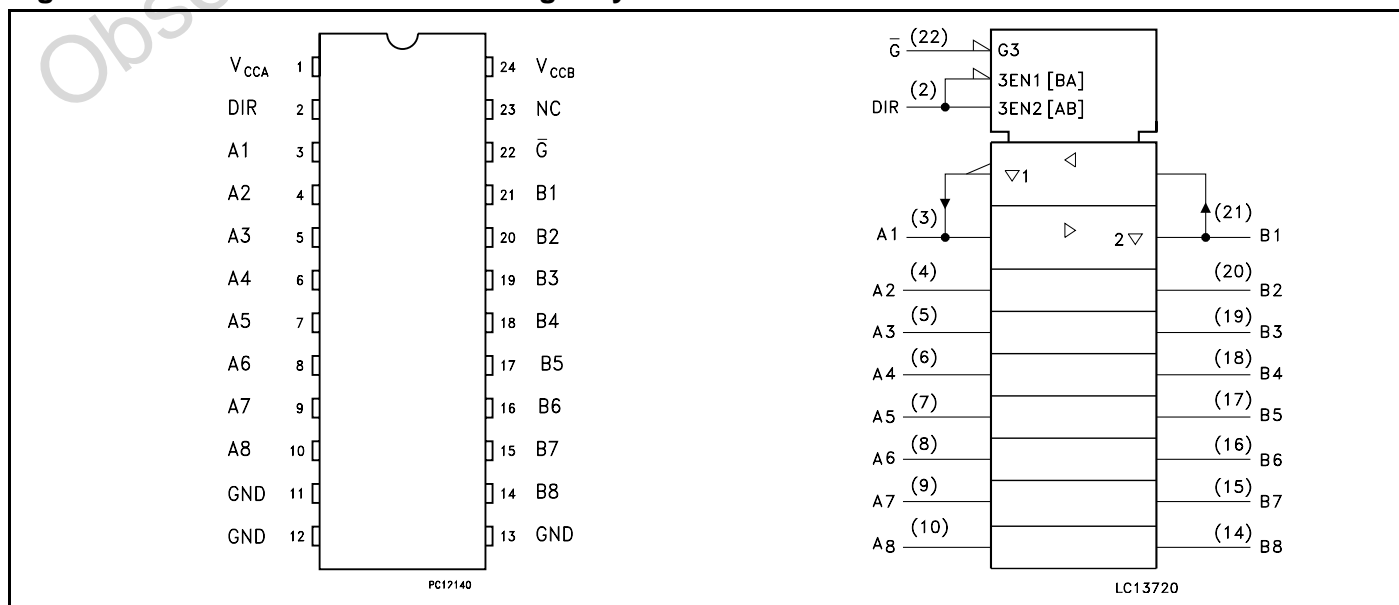 V CCA 1 24 V CCB
DIR 2 23 NC
A1 3 22 G̅
A2 4 21 B1
A3 5 20 B2
A4 6 19 B3
A5 7 18 B4
A6 8 17 B5
A7 9 16 B6
A8 10 15 B7
GND 11 14 B8
GND 12 13 GND
PC12140
G̅ (22) G3
3EN1 [BA]
DIR (2) 3EN2 [AB]
▽1
A1 (3) 2▽ (21) B1
A2 (4) (20) B2
A3 (5) (19) B3
A4 (6) (18) B4
A5 (7) (17) B5
A6 (8) (16) B6
A7 (9) (15) B7
A8 (10) (14) B8
LC13720